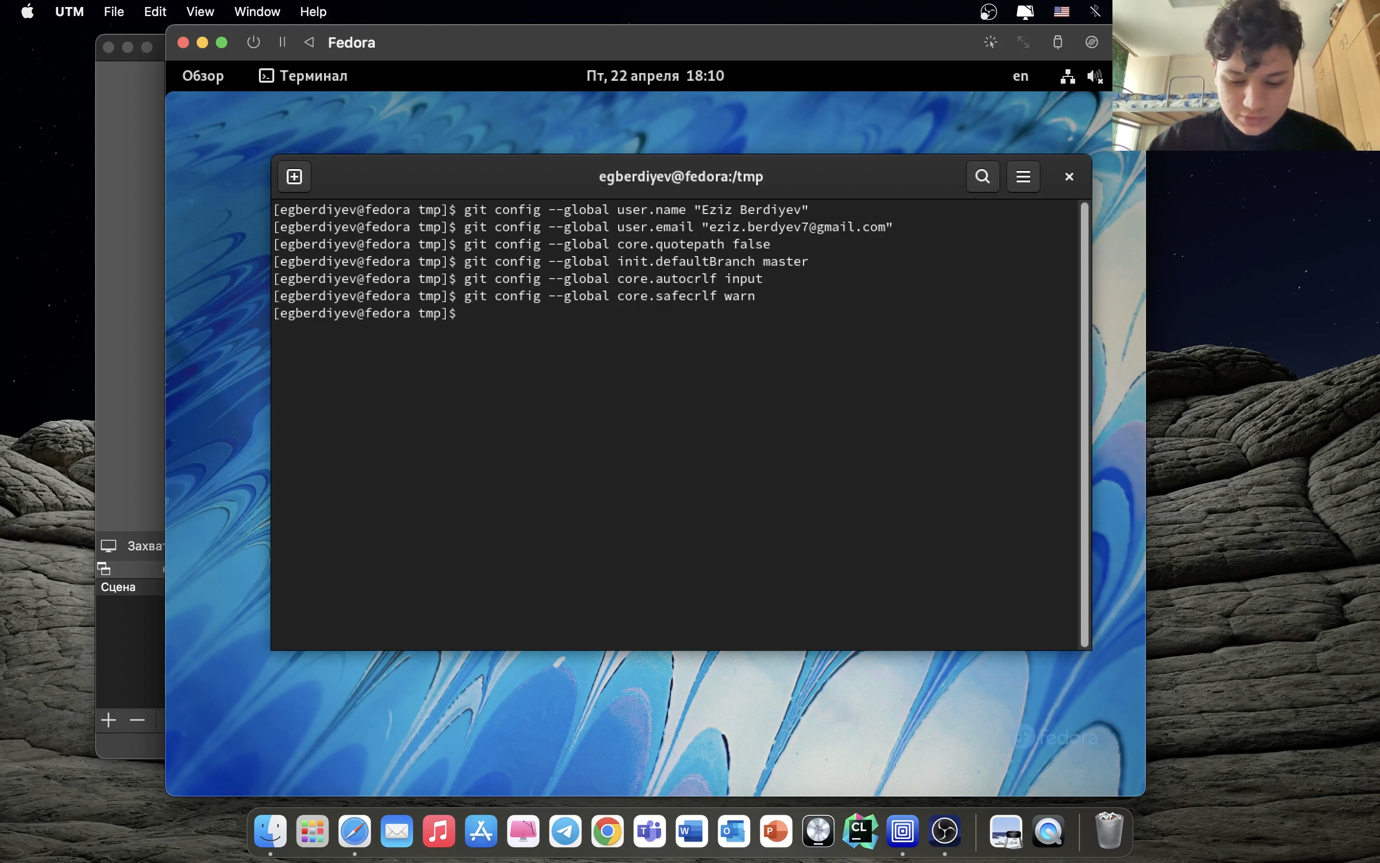 UTM File Edit View Window Help
Fedora
Обзор Терминал Пт, 22 апреля 18:10 en
egberdiyev@fedora:/tmp
[egberdiyev@fedora tmp]$ git config --global user.name "Eziz Berdiyev"
[egberdiyev@fedora tmp]$ git config --global user.email "eziz.berdyev7@gmail.com"
[egberdiyev@fedora tmp]$ git config --global core.quotepath false
[egberdiyev@fedora tmp]$ git config --global init.defaultBranch master
[egberdiyev@fedora tmp]$ git config --global core.autocrlf input
[egberdiyev@fedora tmp]$ git config --global core.safecrlf warn
[egberdiyev@fedora tmp]$
Захват
Сцена
fedora
CL